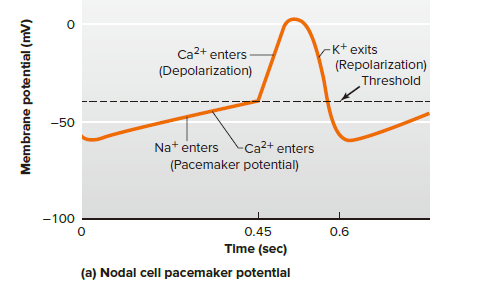 Membrane potential (mV)
0
−50
−100
Ca2+ enters
(Depolarization)
K+ exits
(Repolarization)
Threshold
Na+ enters
Ca2+ enters
(Pacemaker potential)
0
0.45
0.6
Time (sec)
(a) Nodal cell pacemaker potential